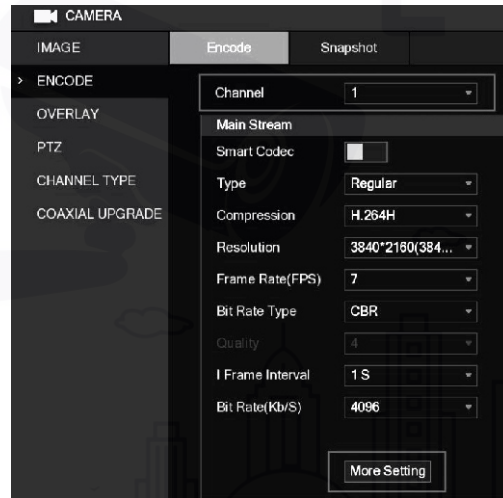 CAMERA
IMAGE
Encode Snapshot
> ENCODE
Channel 1
OVERLAY
Main Stream
PTZ
Smart Codec
CHANNEL TYPE
Type Regular
COAXIAL UPGRADE
Compression H.264H
Resolution 3840*2160(384...
Frame Rate(FPS) 7
Bit Rate Type CBR
Quality 4
I Frame Interval 1 S
Bit Rate(Kb/S) 4096
More Setting